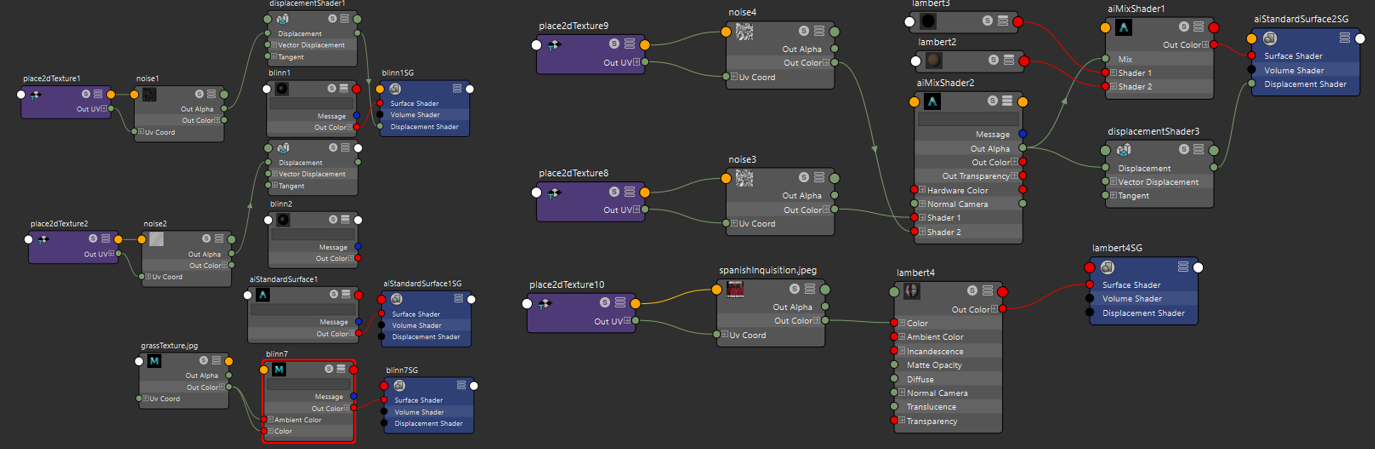 displacementShader1
Displacement
Vector Displacement
Tangent
place2dTexture1
Out UV
noise1
Out Alpha
Out Color
Uv Coord
blinn1
Message
Out Color
blinn1SG
Surface Shader
Volume Shader
Displacement Shader
Displacement
Vector Displacement
Tangent
place2dTexture2
Out UV
noise2
Out Alpha
Out Color
Uv Coord
blinn2
Message
Out Color
aiStandardSurface1
Message
Out Color
aiStandardSurface1SG
Surface Shader
Volume Shader
Displacement Shader
grassTexture.jpg
M
Out Alpha
Out Color
Uv Coord
blinn7
M
Message
Out Color
Ambient Color
Color
blinn7SG
Surface Shader
Volume Shader
Displacement Shader
place2dTexture9
Out UV
noise4
Out Alpha
Out Color
Uv Coord
place2dTexture8
Out UV
noise3
Out Alpha
Out Color
Uv Coord
place2dTexture10
Out UV
spanishInquisition.jpeg
Out Alpha
Out Color
Uv Coord
lambert3
lambert2
aiMixShader2
Message
Out Alpha
Out Color
Out Transparency
Hardware Color
Normal Camera
Shader 1
Shader 2
aiMixShader1
Out Color
Mix
Shader 1
Shader 2
aiStandardSurface2SG
Surface Shader
Volume Shader
Displacement Shader
displacementShader3
Displacement
Vector Displacement
Tangent
lambert4
Out Color
Color
Ambient Color
Incandescence
Matte Opacity
Diffuse
Normal Camera
Translucence
Transparency
lambert4SG
Surface Shader
Volume Shader
Displacement Shader